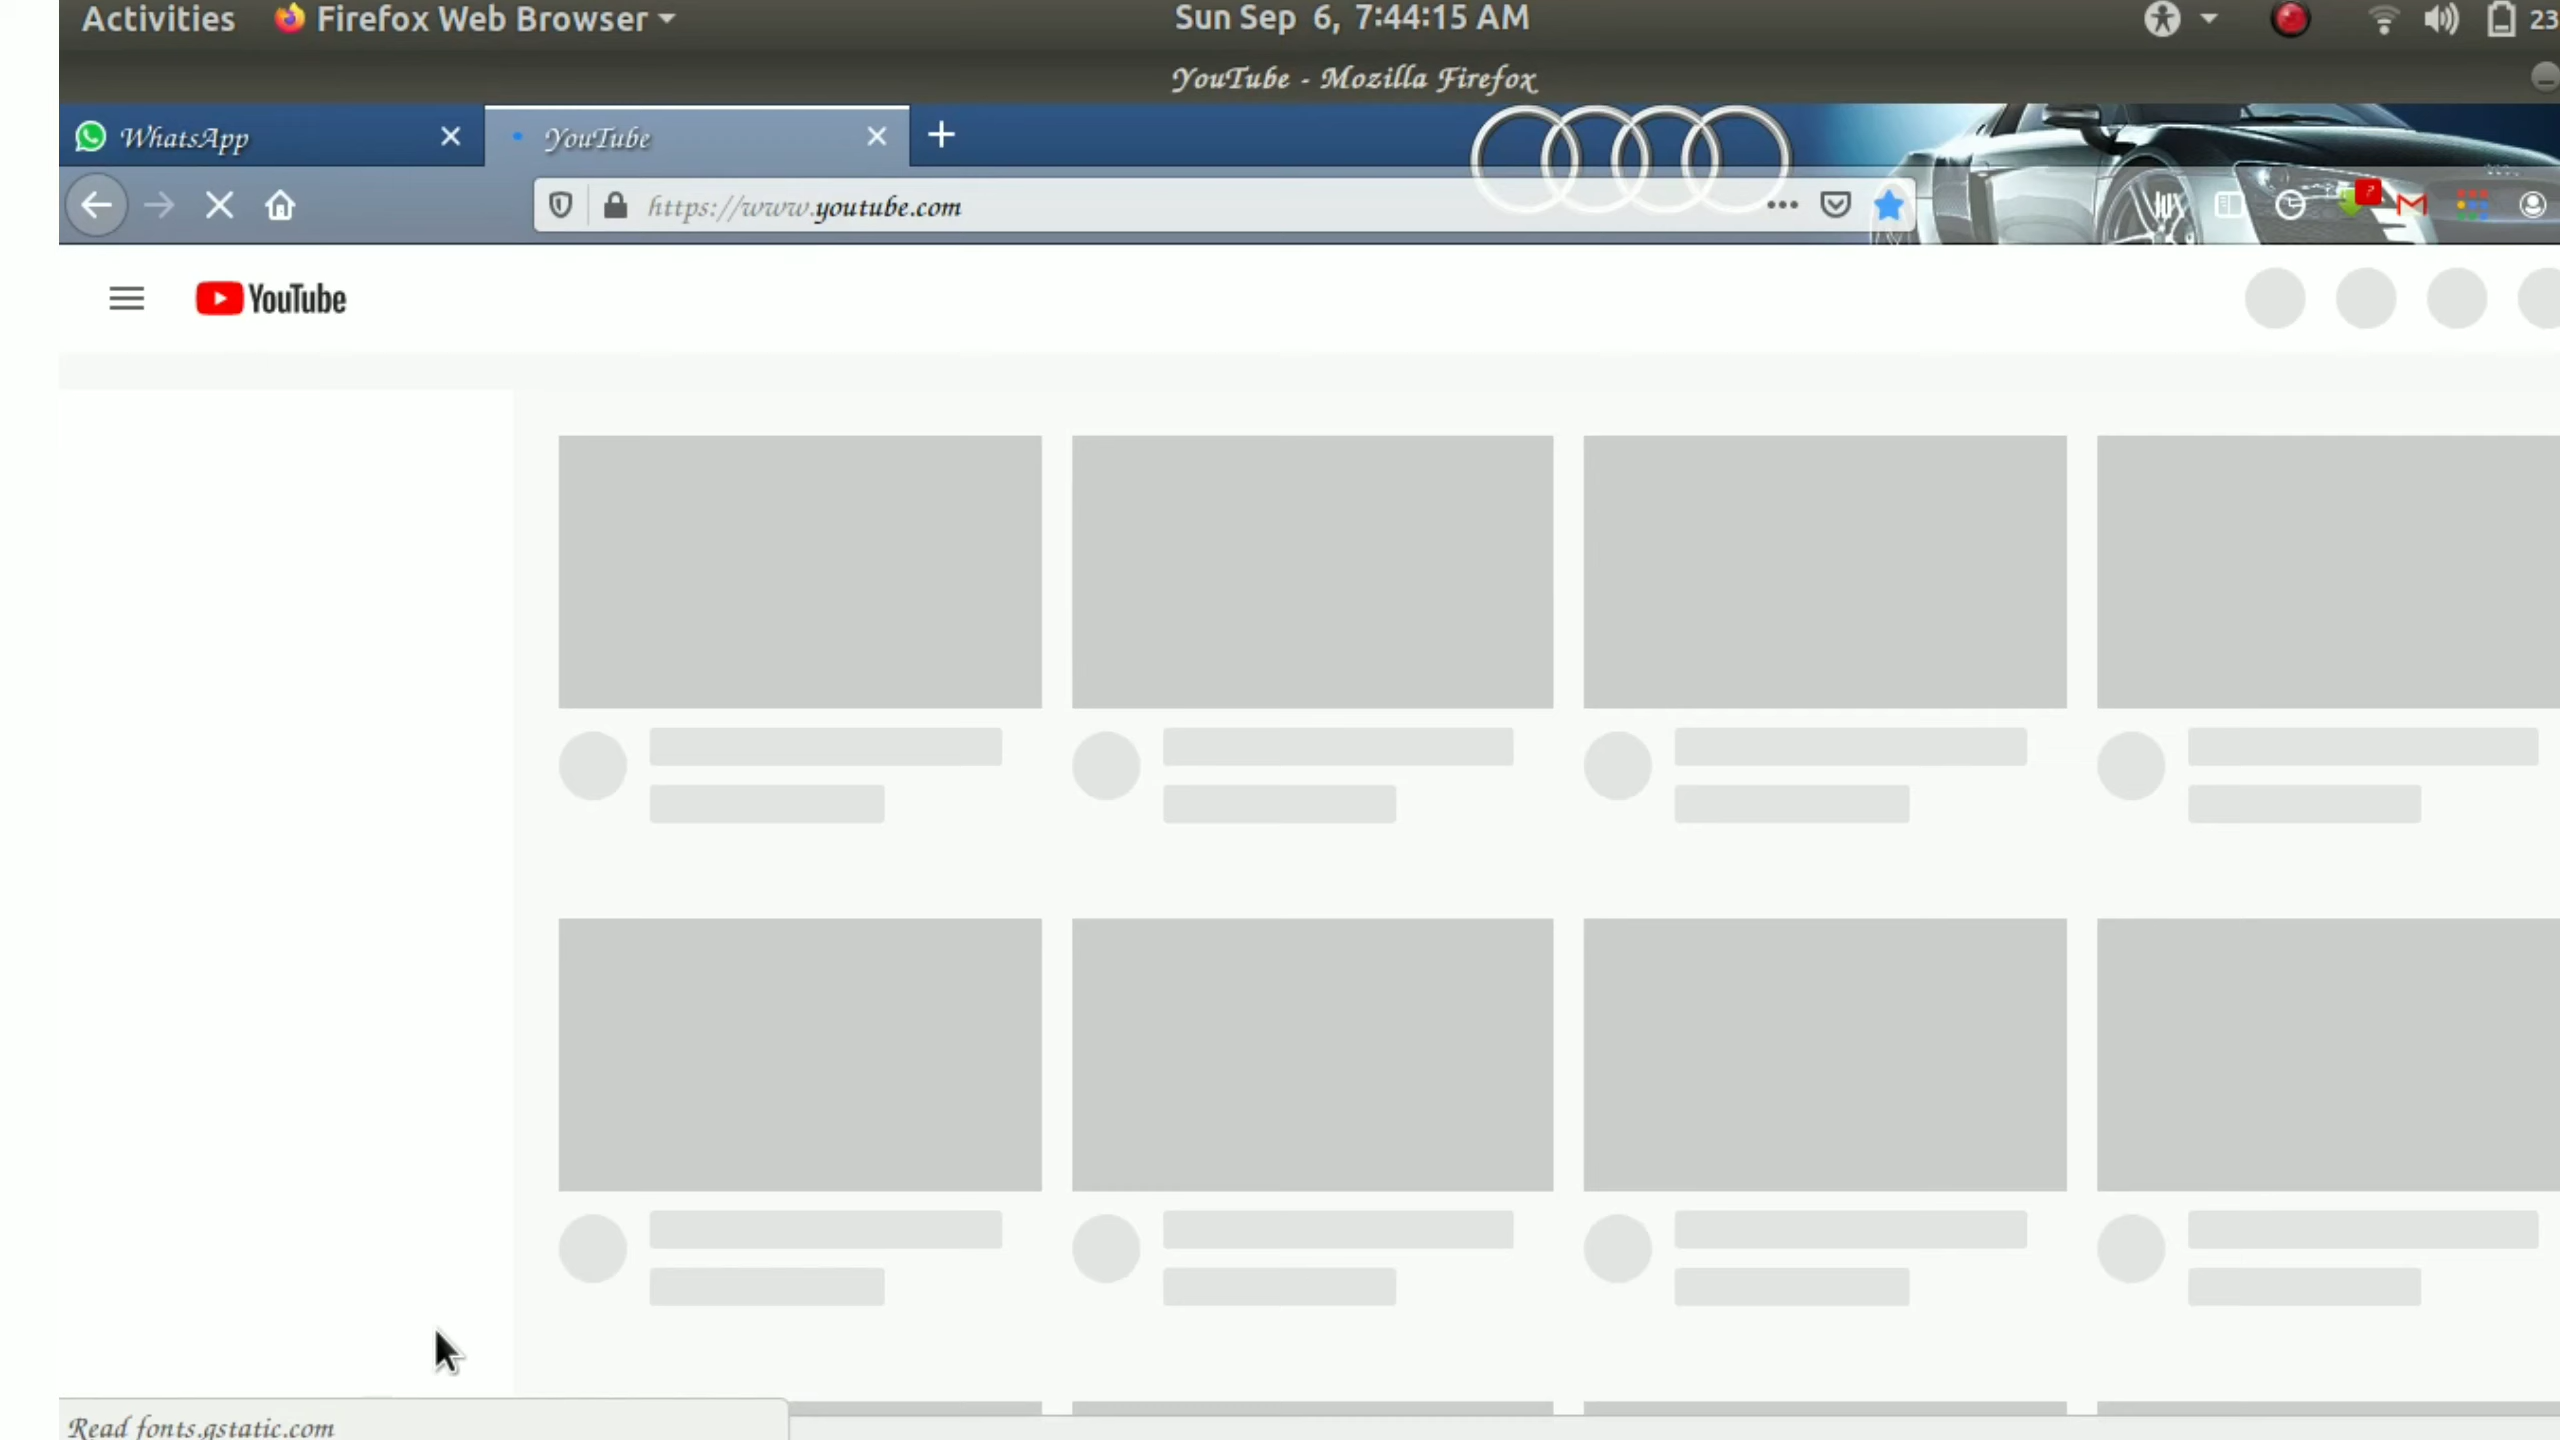 Activities Firefox Web Browser Sun Sep 6, 7:44:15 AM 23
YouTube - Mozilla Firefox
WhatsApp YouTube
https://www.youtube.com ?
YouTube
Read fonts.gstatic.com